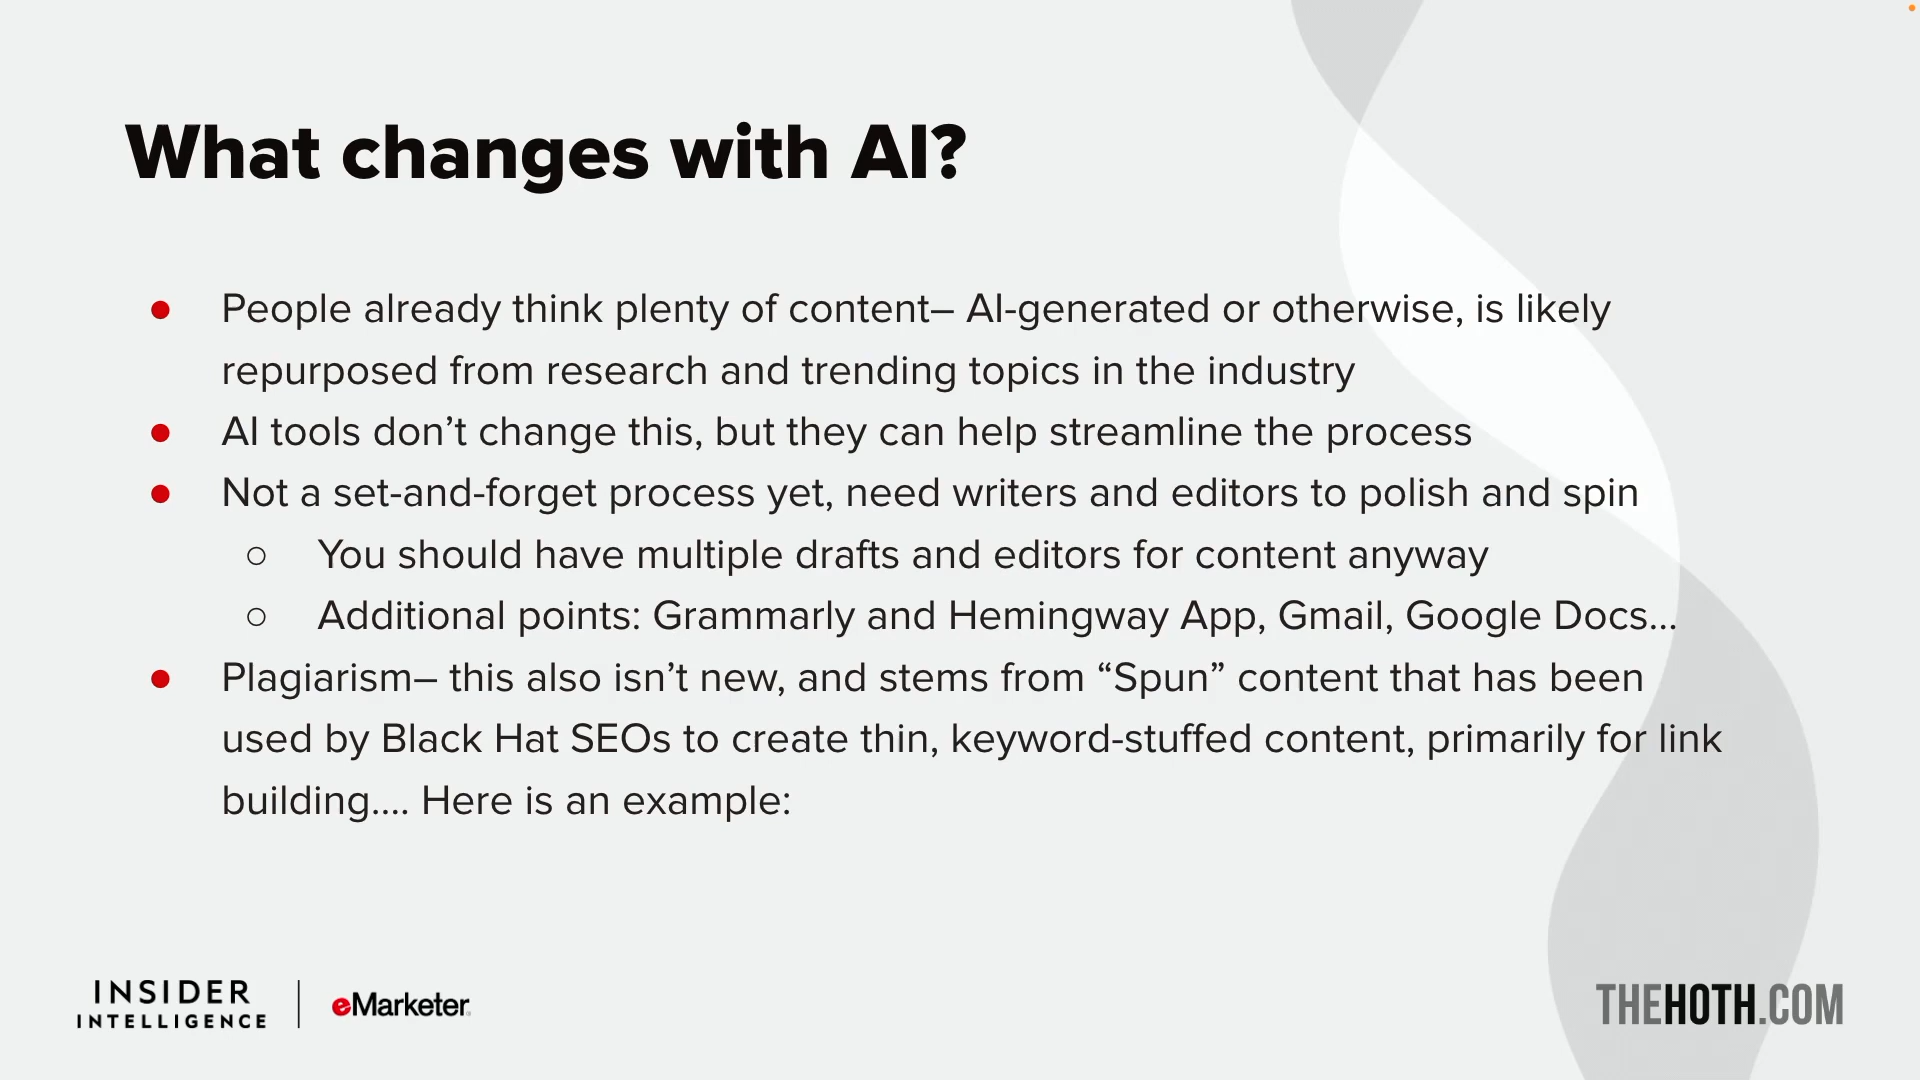 What changes with AI?
● People already think plenty of content– AI-generated or otherwise, is likely
repurposed from research and trending topics in the industry
● AI tools don’t change this, but they can help streamline the process
● Not a set-and-forget process yet, need writers and editors to polish and spin
○ You should have multiple drafts and editors for content anyway
○ Additional points: Grammarly and Hemingway App, Gmail, Google Docs...
● Plagiarism– this also isn’t new, and stems from “Spun” content that has been
used by Black Hat SEOs to create thin, keyword-stuffed content, primarily for link
building.... Here is an example:
INSIDER
INTELLIGENCE
eMarketer
THEHOTH.COM